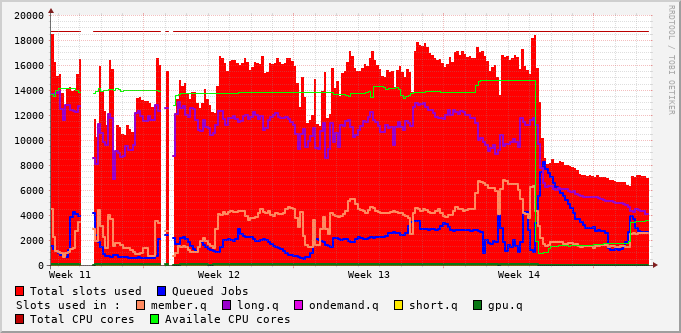 20000
18000
16000
14000
12000
10000
8000
6000
4000
2000
0
Week 11 Week 12 Week 13 Week 14
RRDTOOL / TOBI OETIKER
Total slots used Queued Jobs
Slots used in : member.q long.q ondemand.q short.q gpu.q
Total CPU cores Availale CPU cores